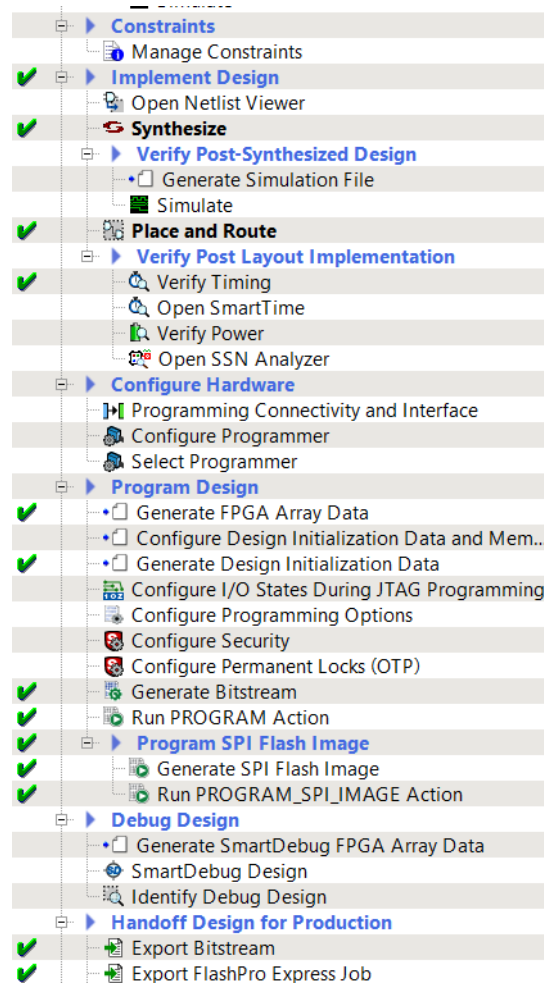 Constraints
Manage Constraints
Implement Design
Open Netlist Viewer
Synthesize
Verify Post-Synthesized Design
Generate Simulation File
Simulate
Place and Route
Verify Post Layout Implementation
Verify Timing
Open SmartTime
Verify Power
Open SSN Analyzer
Configure Hardware
Programming Connectivity and Interface
Configure Programmer
Select Programmer
Program Design
Generate FPGA Array Data
Configure Design Initialization Data and Mem...
Generate Design Initialization Data
Configure I/O States During JTAG Programming
Configure Programming Options
Configure Security
Configure Permanent Locks (OTP)
Generate Bitstream
Run PROGRAM Action
Program SPI Flash Image
Generate SPI Flash Image
Run PROGRAM_SPI_IMAGE Action
Debug Design
Generate SmartDebug FPGA Array Data
SmartDebug Design
Identify Debug Design
Handoff Design for Production
Export Bitstream
Export FlashPro Express Job